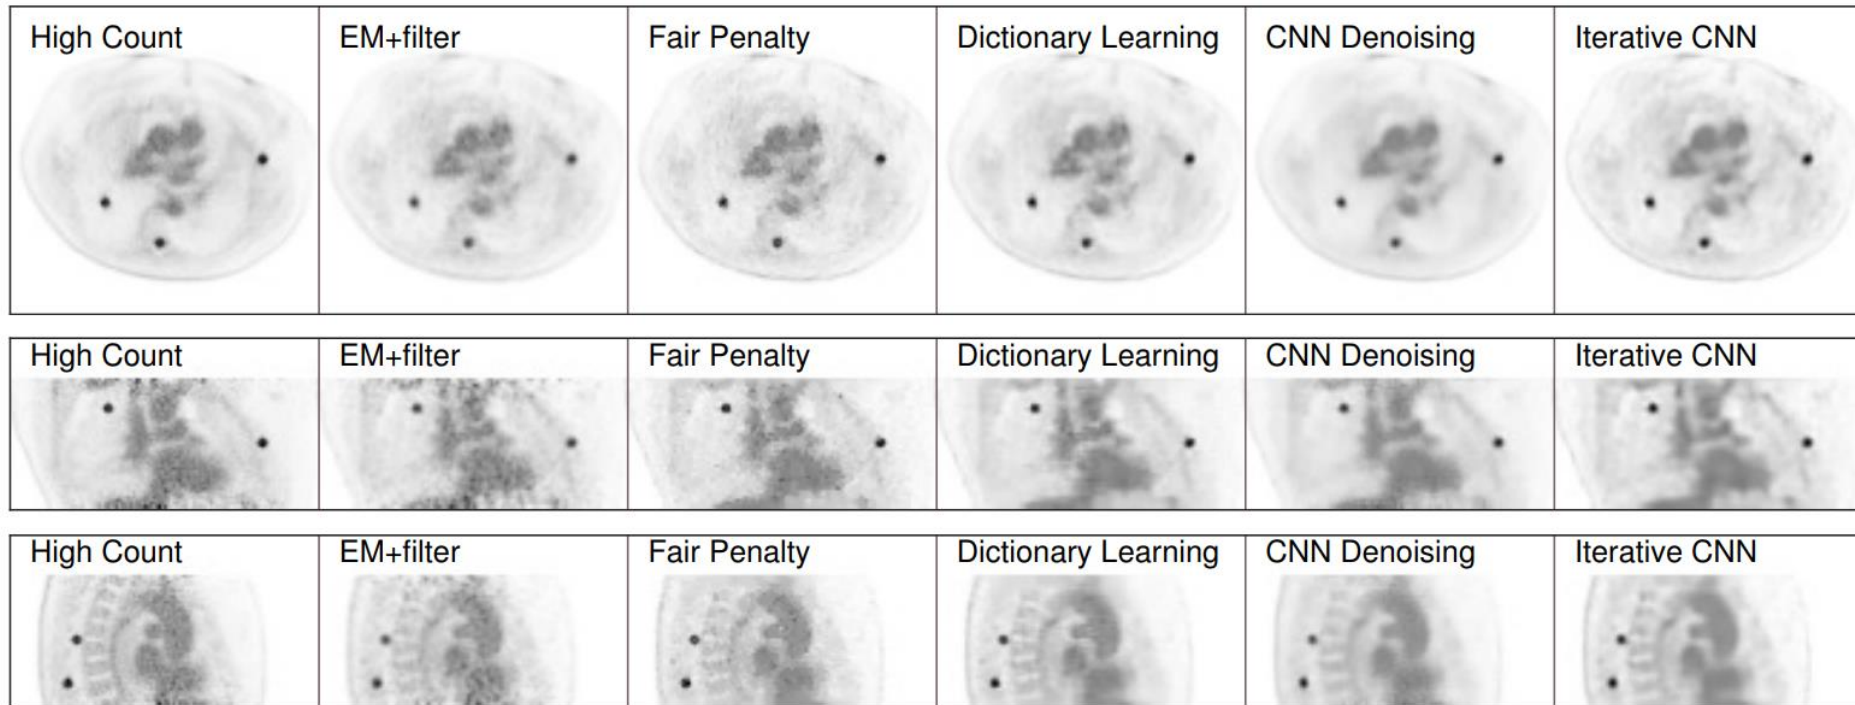 High Count EM+filter Fair Penalty Dictionary Learning CNN Denoising Iterative CNN
High Count EM+filter Fair Penalty Dictionary Learning CNN Denoising Iterative CNN
High Count EM+filter Fair Penalty Dictionary Learning CNN Denoising Iterative CNN